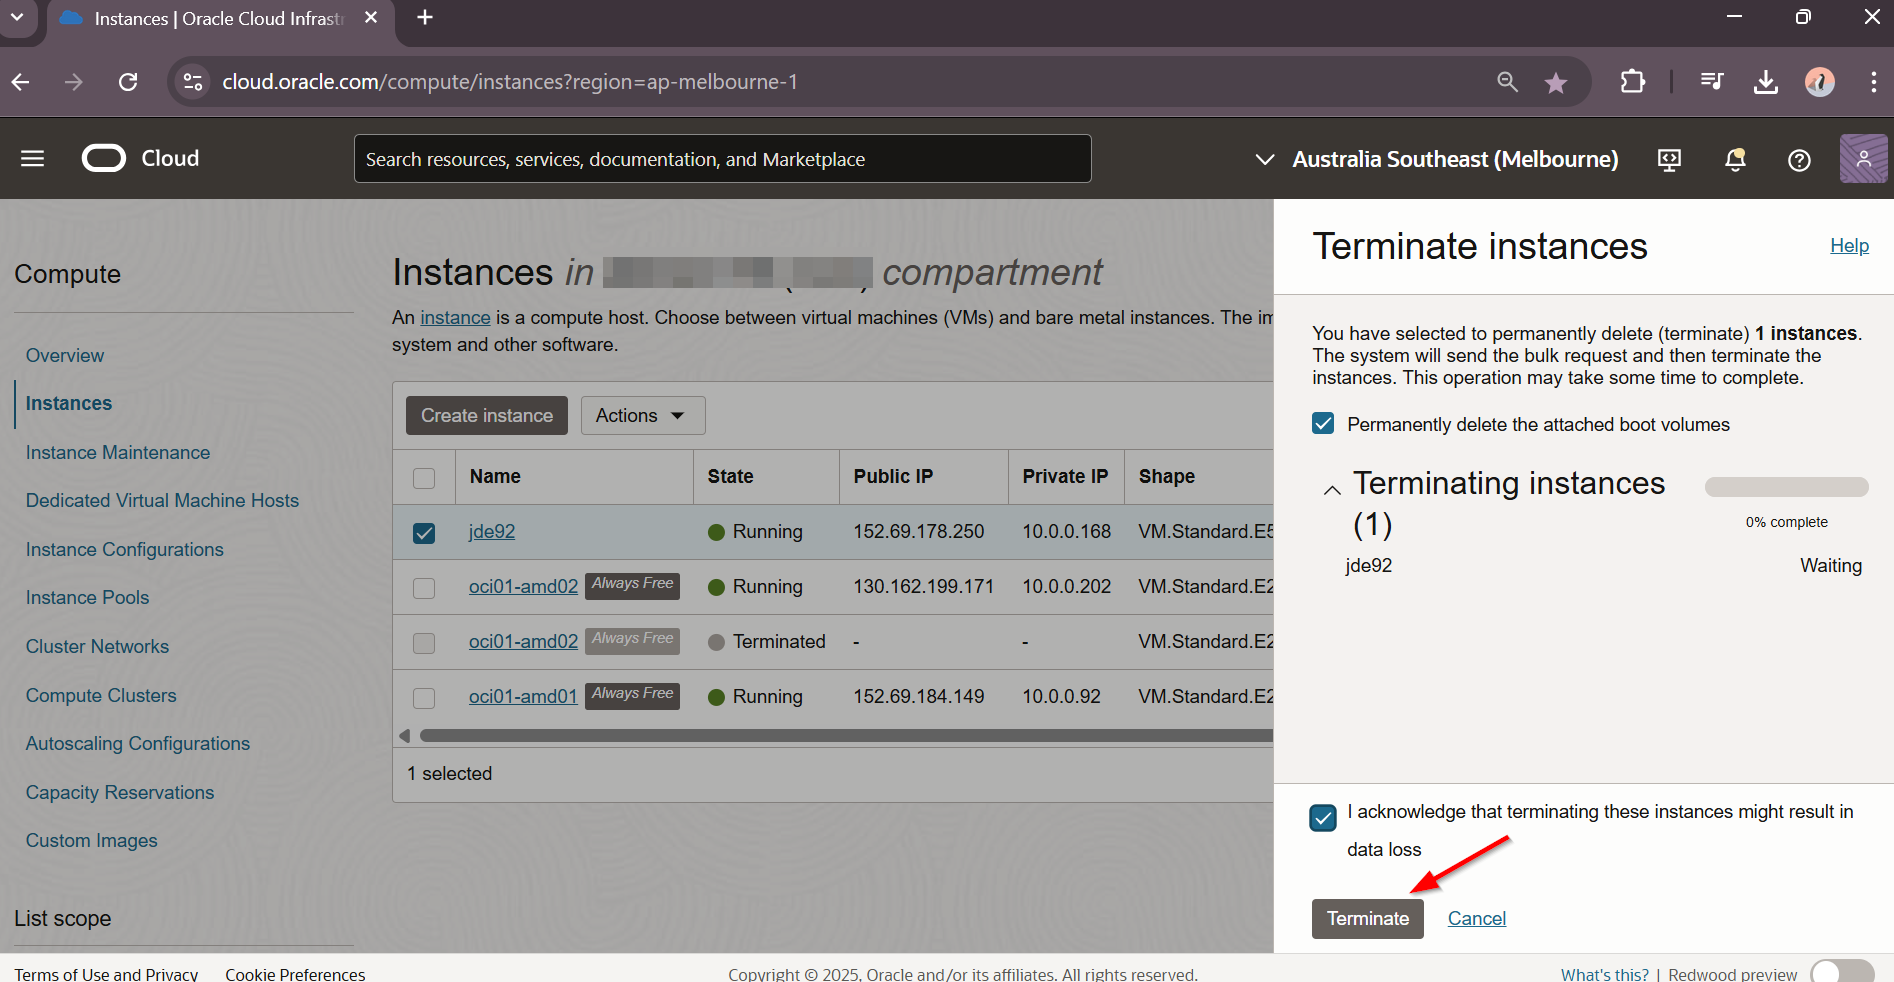 Instances | Oracle Cloud Infrastr
cloud.oracle.com/compute/instances?region=ap-melbourne-1
Cloud
Search resources, services, documentation, and Marketplace
Australia Southeast (Melbourne)
Compute
Overview
Instances
Instance Maintenance
Dedicated Virtual Machine Hosts
Instance Configurations
Instance Pools
Cluster Networks
Compute Clusters
Autoscaling Configurations
Capacity Reservations
Custom Images
List scope
Instances in compartment
An instance is a compute host. Choose between virtual machines (VMs) and bare metal instances. The im
system and other software.
Create instance Actions
Name State Public IP Private IP Shape
jde92 Running 152.69.178.250 10.0.0.168 VM.Standard.E5
oci01-amd02 Always Free Running 130.162.199.171 10.0.0.202 VM.Standard.E2
oci01-amd02 Always Free Terminated - - VM.Standard.E2
oci01-amd01 Always Free Running 152.69.184.149 10.0.0.92 VM.Standard.E2
1 selected
Terminate instances Help
You have selected to permanently delete (terminate) 1 instances.
The system will send the bulk request and then terminate the
instances. This operation may take some time to complete.
Permanently delete the attached boot volumes
Terminating instances
(1)
0% complete
jde92 Waiting
I acknowledge that terminating these instances might result in
data loss
Terminate Cancel
Terms of Use and Privacy Cookie Preferences Copyright © 2025, Oracle and/or its affiliates. All rights reserved. What's this? | Redwood preview